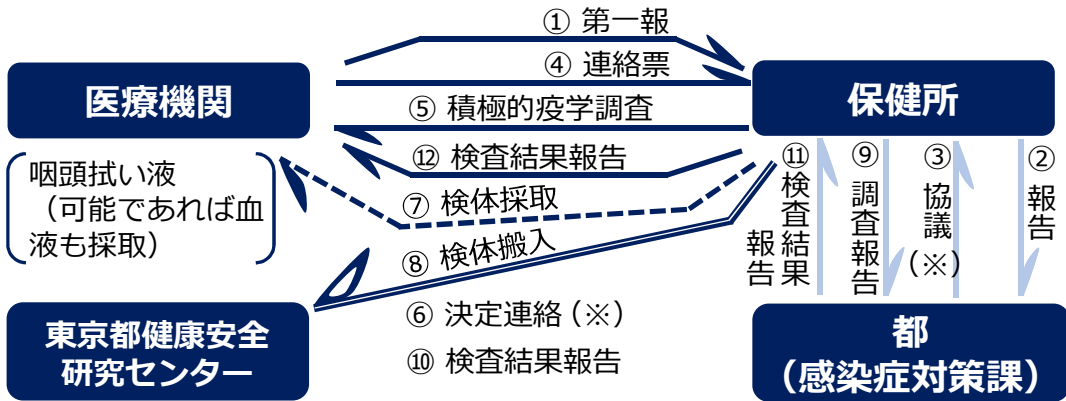 ① 第一報
④ 連絡票
医療機関
保健所
⑤ 積極的疫学調査
⑫ 検査結果報告
咽頭拭い液
（可能であれば血
液も採取）
⑦ 検体採取
⑧ 検体搬入
⑪検査結果
報告
⑨調査報告
③協議
（※）
②報告
⑥ 決定連絡（※）
⑩ 検査結果報告
東京都健康安全
研究センター
都
（感染症対策課）